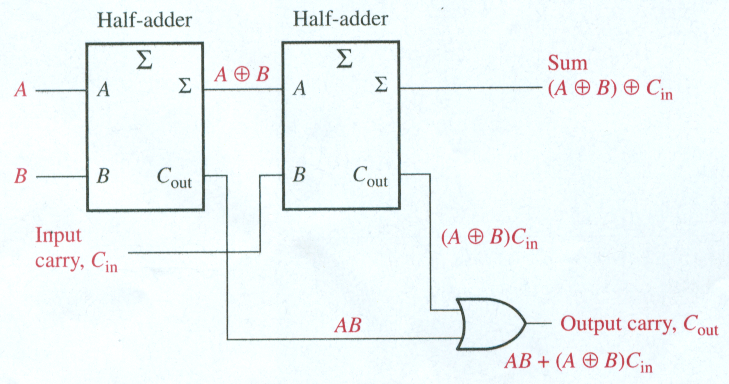 Half-adder
Half-adder
Σ
Σ
A
A
Σ
A ⊕ B
A
Σ
Sum
(A ⊕ B) ⊕ Cin
B
B
Cout
B
Cout
Input
carry, Cin
(A ⊕ B)Cin
AB
Output carry, Cout
AB + (A ⊕ B)Cin